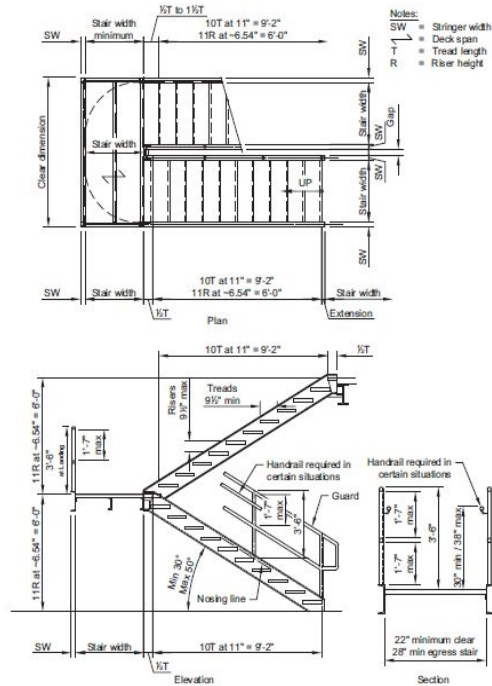 ½T to 1½T
Stair width
minimum
SW
10T at 11" = 9'-2"
11R at ~6.54" = 6'-0"
Notes:
SW = Stringer width
= Deck span
T = Tread length
R = Riser height
SW
Stair width
SW
Gap
Clear dimension
Stair width
UP
Stair width
SW
SW
Stair width
10T at 11" = 9'-2"
11R at ~6.54" = 6'-0"
Stair width
½T
Plan
Extension
10T at 11" = 9'-2"
½T
11R at ~6.54" = 6'-0"
Risers
9½" max
Treads
9½" min
3'-6"
at Landing
1'-7"
max
Handrail required in
certain situations
Guard
1'-7"
max
3'-6"
Handrail required in
certain situations
1'-7"
max
3'-6"
30" min / 38" max
1'-7"
max
11R at ~6.54" = 6'-0"
Min 30°
Max 50°
Nosing line
SW
Stair width
10T at 11" = 9'-2"
½T
Elevation
22" minimum clear
28" min egress stair
Section